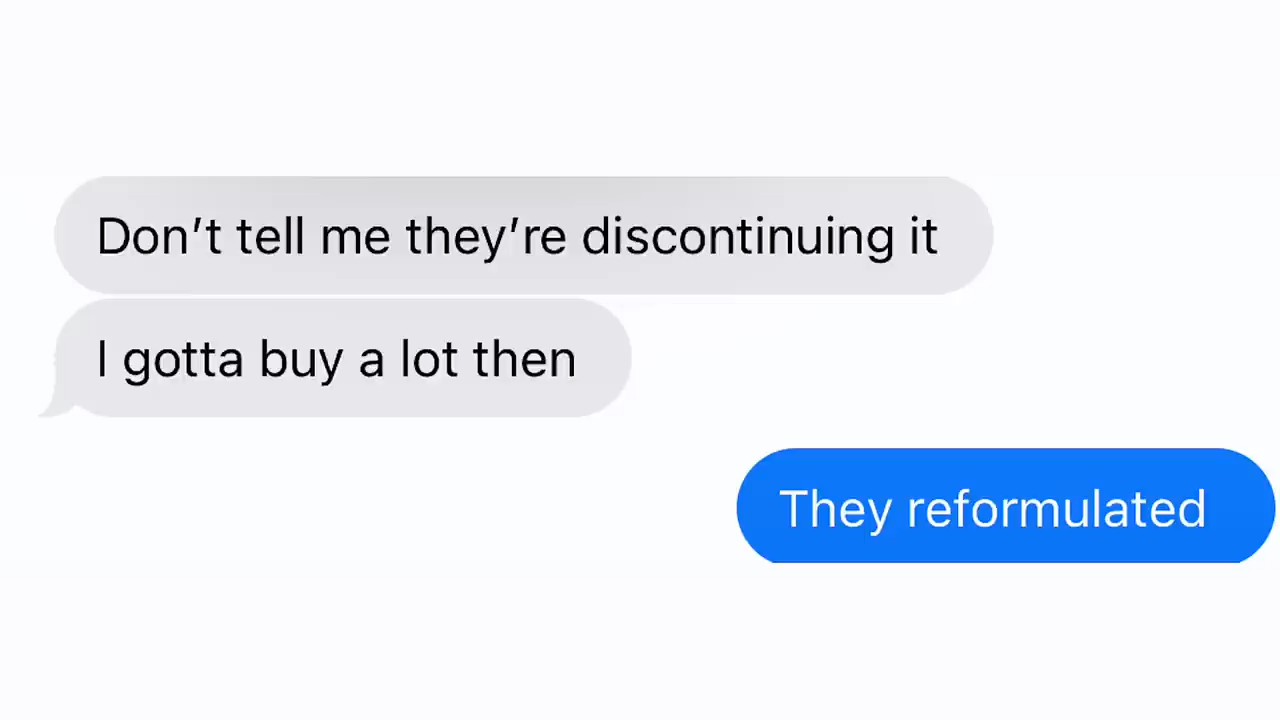 Don’t tell me they’re discontinuing it
I gotta buy a lot then
They reformulated